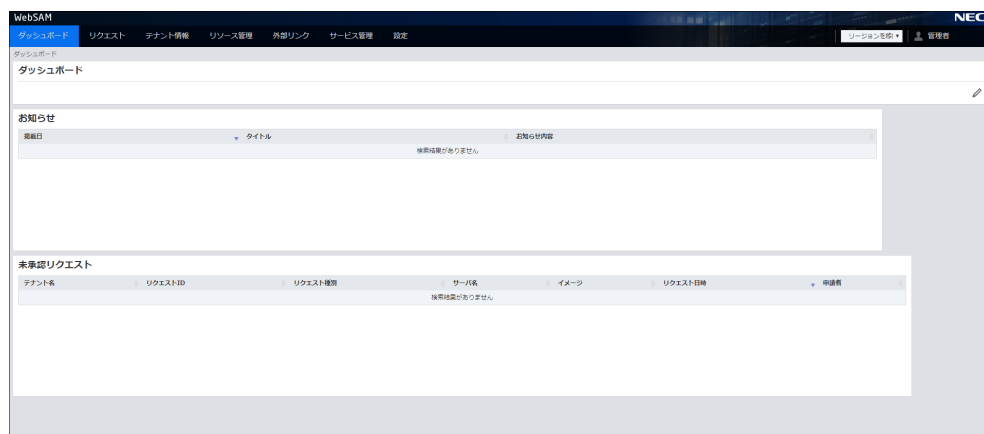 WebSAM NEC
ダッシュボード リクエスト テナント情報 リソース管理 外部リンク サービス管理 設定 リージョンを移 管理者
ダッシュボード
ダッシュボード
お知らせ
掲載日 タイトル お知らせ内容
検索結果がありません
未承認リクエスト
テナント名 リクエストID リクエスト種別 サーバ名 イメージ リクエスト日時 申請者
検索結果がありません